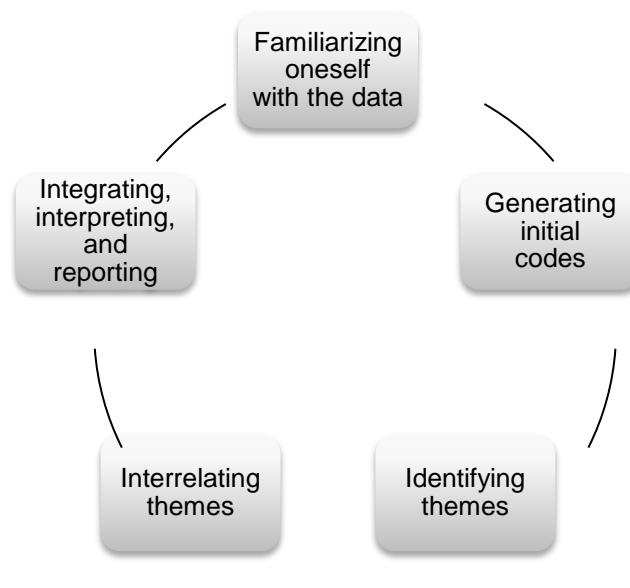 Familiarizing
oneself
with the data
Generating
initial
codes
Identifying
themes
Interrelating
themes
Integrating,
interpreting,
and
reporting